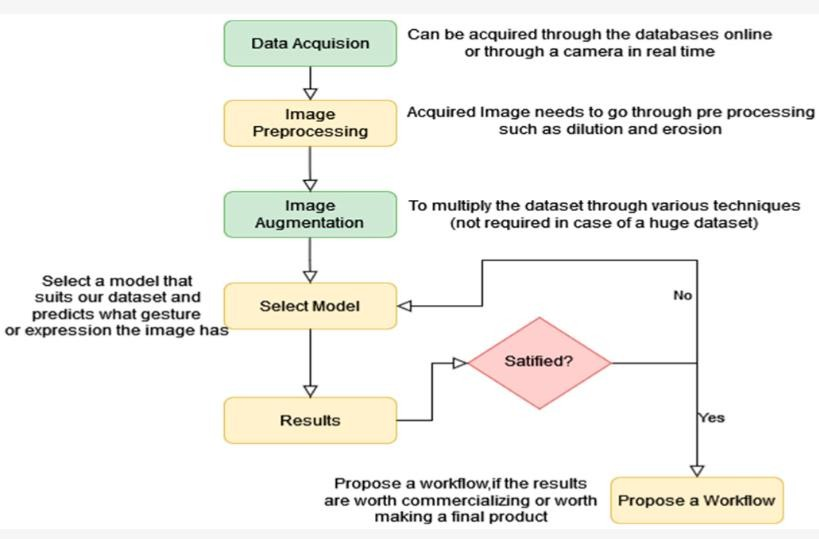 Data Acquision
Can be acquired through the databases online
or through a camera in real time
Image
Preprocessing
Acquired Image needs to go through pre processing
such as dilution and erosion
Image
Augmentation
To multiply the dataset through various techniques
(not required in case of a huge dataset)
Select a model that
suits our dataset and
predicts what gesture
or expression the image has
Select Model
No
Satified?
Results
Yes
Propose a workflow,if the results
are worth commercializing or worth
making a final product
Propose a Workflow